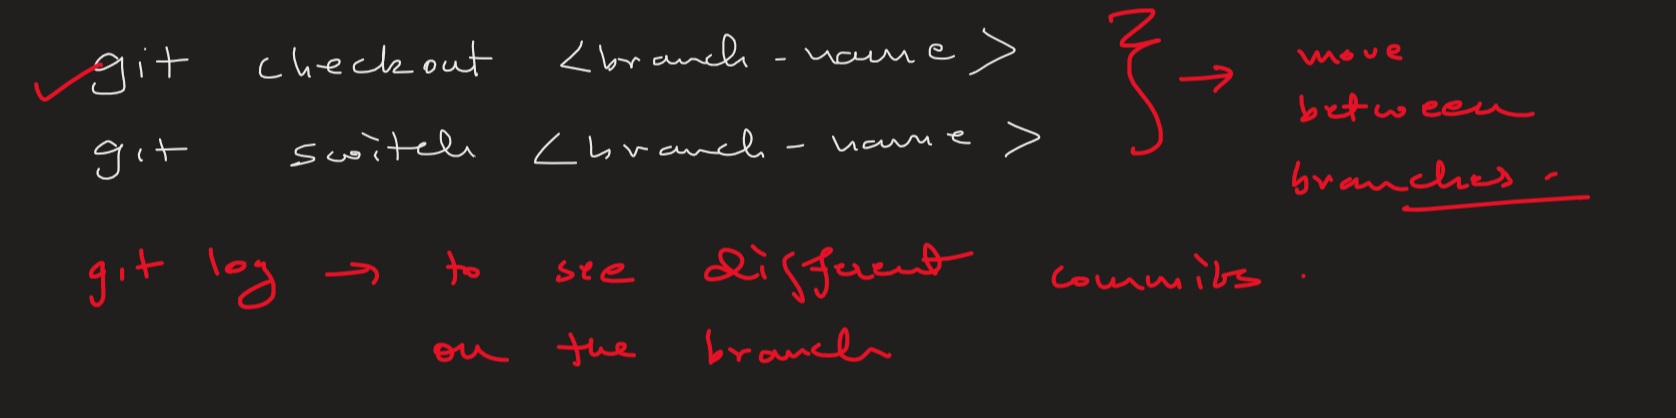 git checkout <branch-name> } → move
between
git switch <branch-name>
branches.
git log → to see different commits.
on the branch